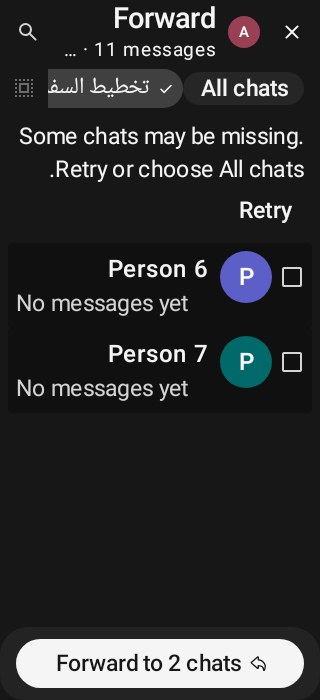 Forward
A
11 messages · …
All chats
تخطيط السف
Some chats may be missing.
Retry or choose All chats.
Retry
Person 6
P
No messages yet
Person 7
P
No messages yet
Forward to 2 chats